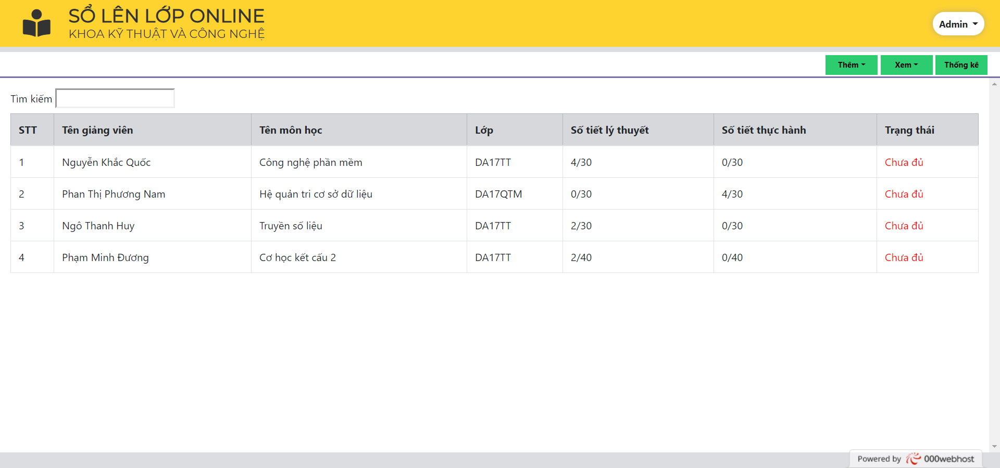 SỔ LÊN LỚP ONLINE
KHOA KỸ THUẬT VÀ CÔNG NGHỆ
Admin
Thêm Xem Thống kê
Tìm kiếm
STT Tên giảng viên Tên môn học Lớp Số tiết lý thuyết Số tiết thực hành Trạng thái
1 Nguyễn Khắc Quốc Công nghệ phần mềm DA17TT 4/30 0/30 Chưa đủ
2 Phan Thị Phương Nam Hệ quản tri cơ sở dữ liệu DA17QTM 0/30 4/30 Chưa đủ
3 Ngô Thanh Huy Truyền số liệu DA17TT 2/30 0/30 Chưa đủ
4 Phạm Minh Đương Cơ học kết cấu 2 DA17TT 2/40 0/40 Chưa đủ
Powered by 000webhost